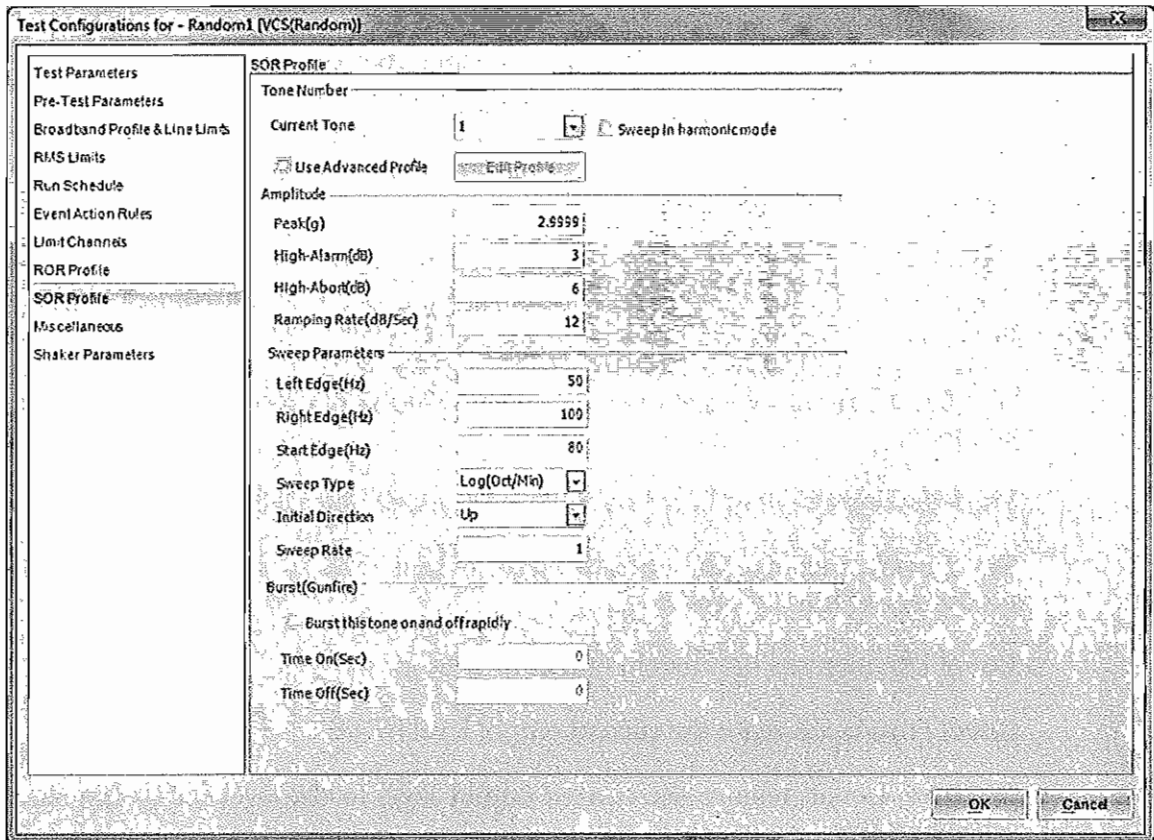 Test Configurations for - Random1 [VCS(Random)]
Test Parameters
Pre-Test Parameters
Broadband Profile & Line Limits
RMS Limits
Run Schedule
Event Action Rules
Limit Channels
ROR Profile
SOR Profile
Miscellaneous
Shaker Parameters
SOR Profile
Tone Number
Current Tone 1 Sweep in harmonic mode
Use Advanced Profile Edit Profile
Amplitude
Peak(g) 2.9999
High-Alarm(dB) 3
High-Abort(dB) 6
Ramping Rate(dB/Sec) 12
Sweep Parameters
Left Edge(Hz) 50
Right Edge(Hz) 100
Start Edge(Hz) 80
Sweep Type Log(Oct/Min)
Initial Direction Up
Sweep Rate 1
Burst(Gunfire)
Burst this tone on and off rapidly
Time On(Sec) 0
Time Off(Sec) 0
OK Cancel